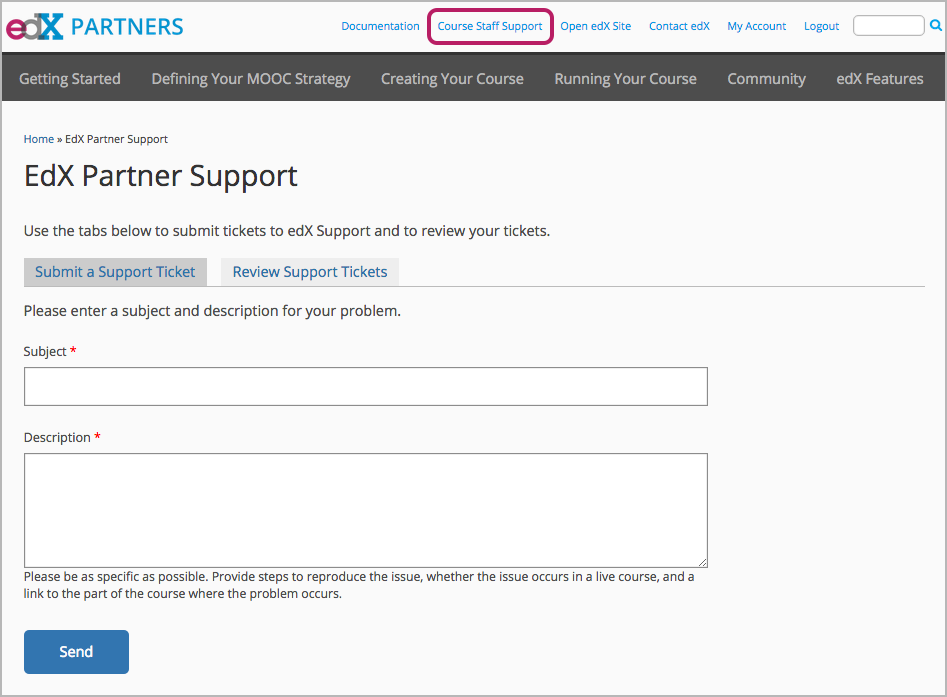 edX PARTNERS
Documentation Course Staff Support Open edX Site Contact edX My Account Logout
Getting Started Defining Your MOOC Strategy Creating Your Course Running Your Course Community edX Features
Home » EdX Partner Support
EdX Partner Support
Use the tabs below to submit tickets to edX Support and to review your tickets.
Submit a Support Ticket Review Support Tickets
Please enter a subject and description for your problem.
Subject *
Description *
Please be as specific as possible. Provide steps to reproduce the issue, whether the issue occurs in a live course, and a
link to the part of the course where the problem occurs.
Send